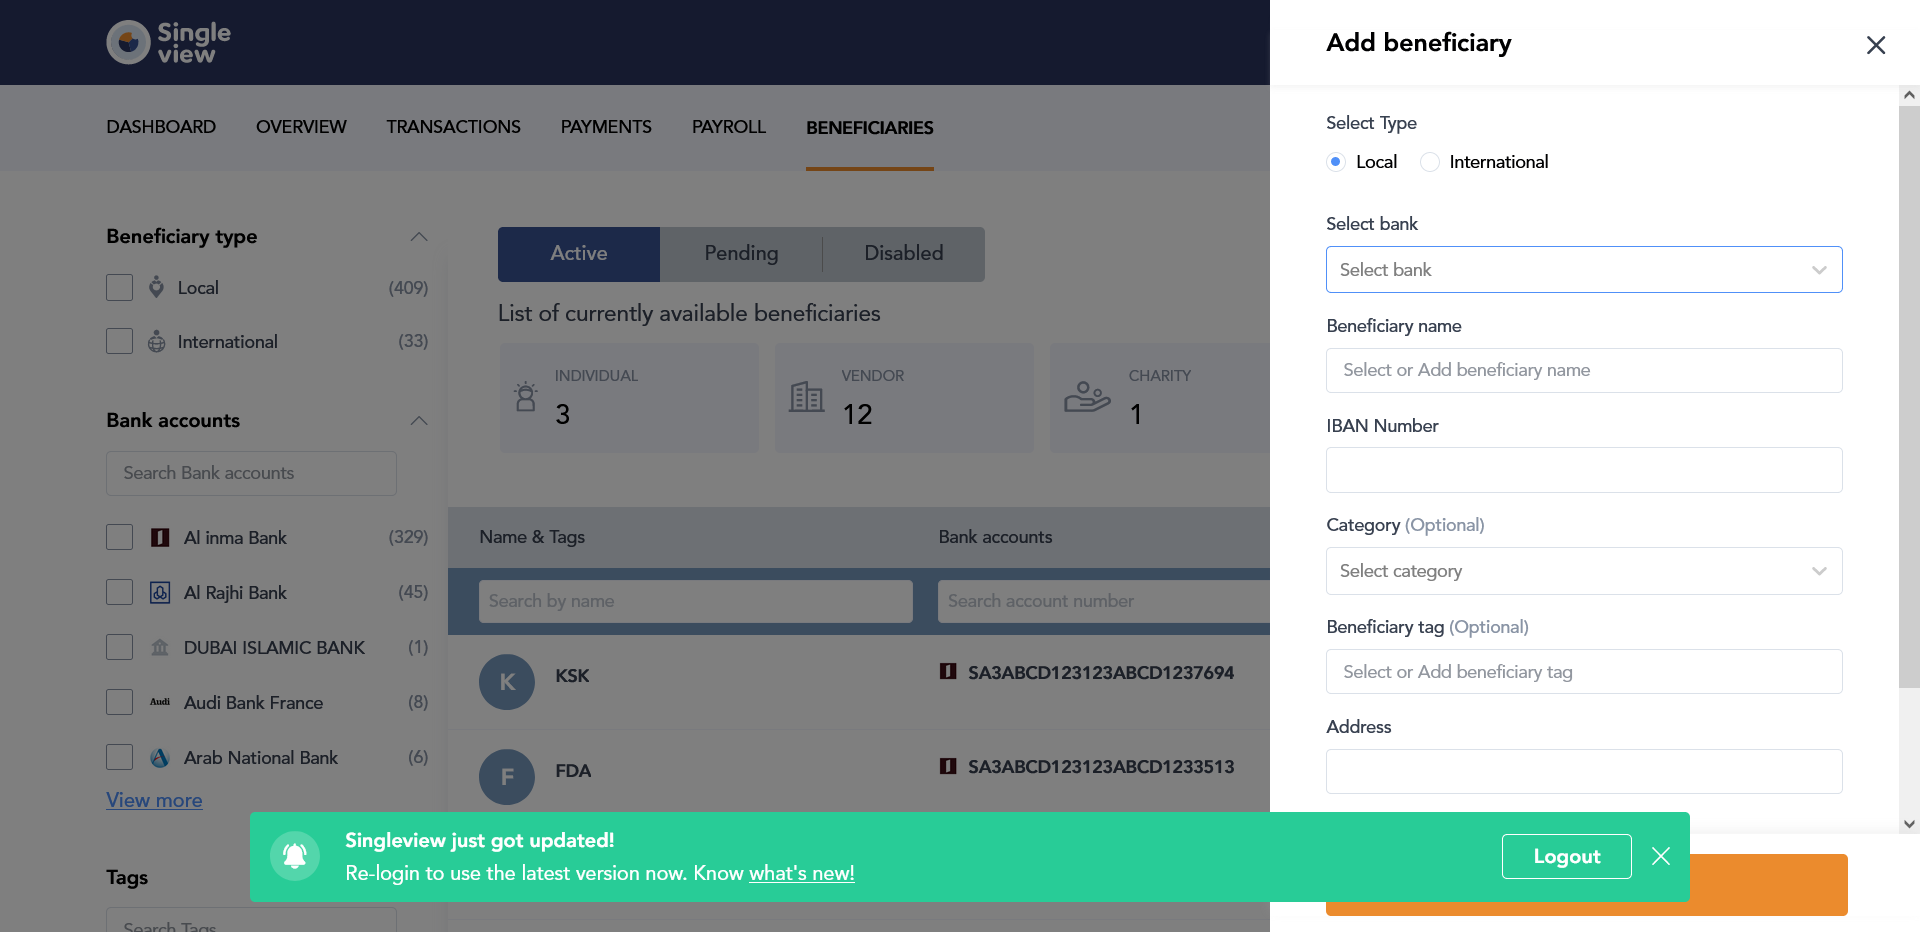 Single
view
DASHBOARD OVERVIEW TRANSACTIONS PAYMENTS PAYROLL BENEFICIARIES
Beneficiary type
Local (409)
International (33)
Bank accounts
Search Bank accounts
Al inma Bank (329)
Al Rajhi Bank (45)
DUBAI ISLAMIC BANK (1)
Audi Audi Bank France (8)
Arab National Bank (6)
View more
Tags
Search Tags
Active Pending Disabled
List of currently available beneficiaries
INDIVIDUAL
3
VENDOR
12
CHARITY
1
Name & Tags Bank accounts
Search by name Search account number
K KSK SA3ABCD123123ABCD1237694
F FDA SA3ABCD123123ABCD1233513
Add beneficiary
Select Type
Local International
Select bank
Select bank
Beneficiary name
Select or Add beneficiary name
IBAN Number
Category (Optional)
Select category
Beneficiary tag (Optional)
Select or Add beneficiary tag
Address
Singleview just got updated!
Re-login to use the latest version now. Know what's new!
Logout